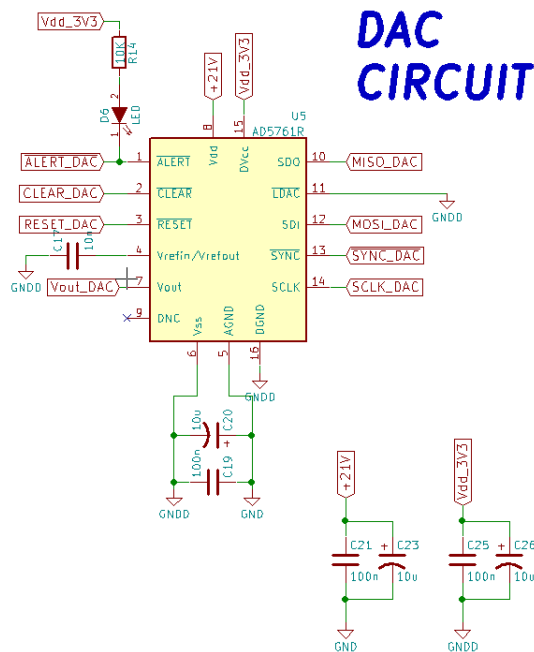 DAC
CIRCUIT
Vdd_3V3
10K
R14
D6
LED
2
1
+21V
Vdd_3V3
8
15
U5
AD5761R
Vdd
DVcc
ALERT_DAC
1
ALERT
SDO
10
MISO_DAC
CLEAR_DAC
2
CLEAR
LDAC
11
GNDD
RESET_DAC
3
RESET
SDI
12
MOSI_DAC
C17
10n
4
Vrefin/Vrefout
SYNC
13
SYNC_DAC
GNDD
Vout_DAC
7
Vout
SCLK
14
SCLK_DAC
9
DNC
Vss
AGND
DGND
6
5
16
GNDD
10u
C20
+
100n
C19
GNDD
GND
+21V
Vdd_3V3
C21
+
C23
C25
+
C26
100n
10u
100n
10u
GND
GNDD